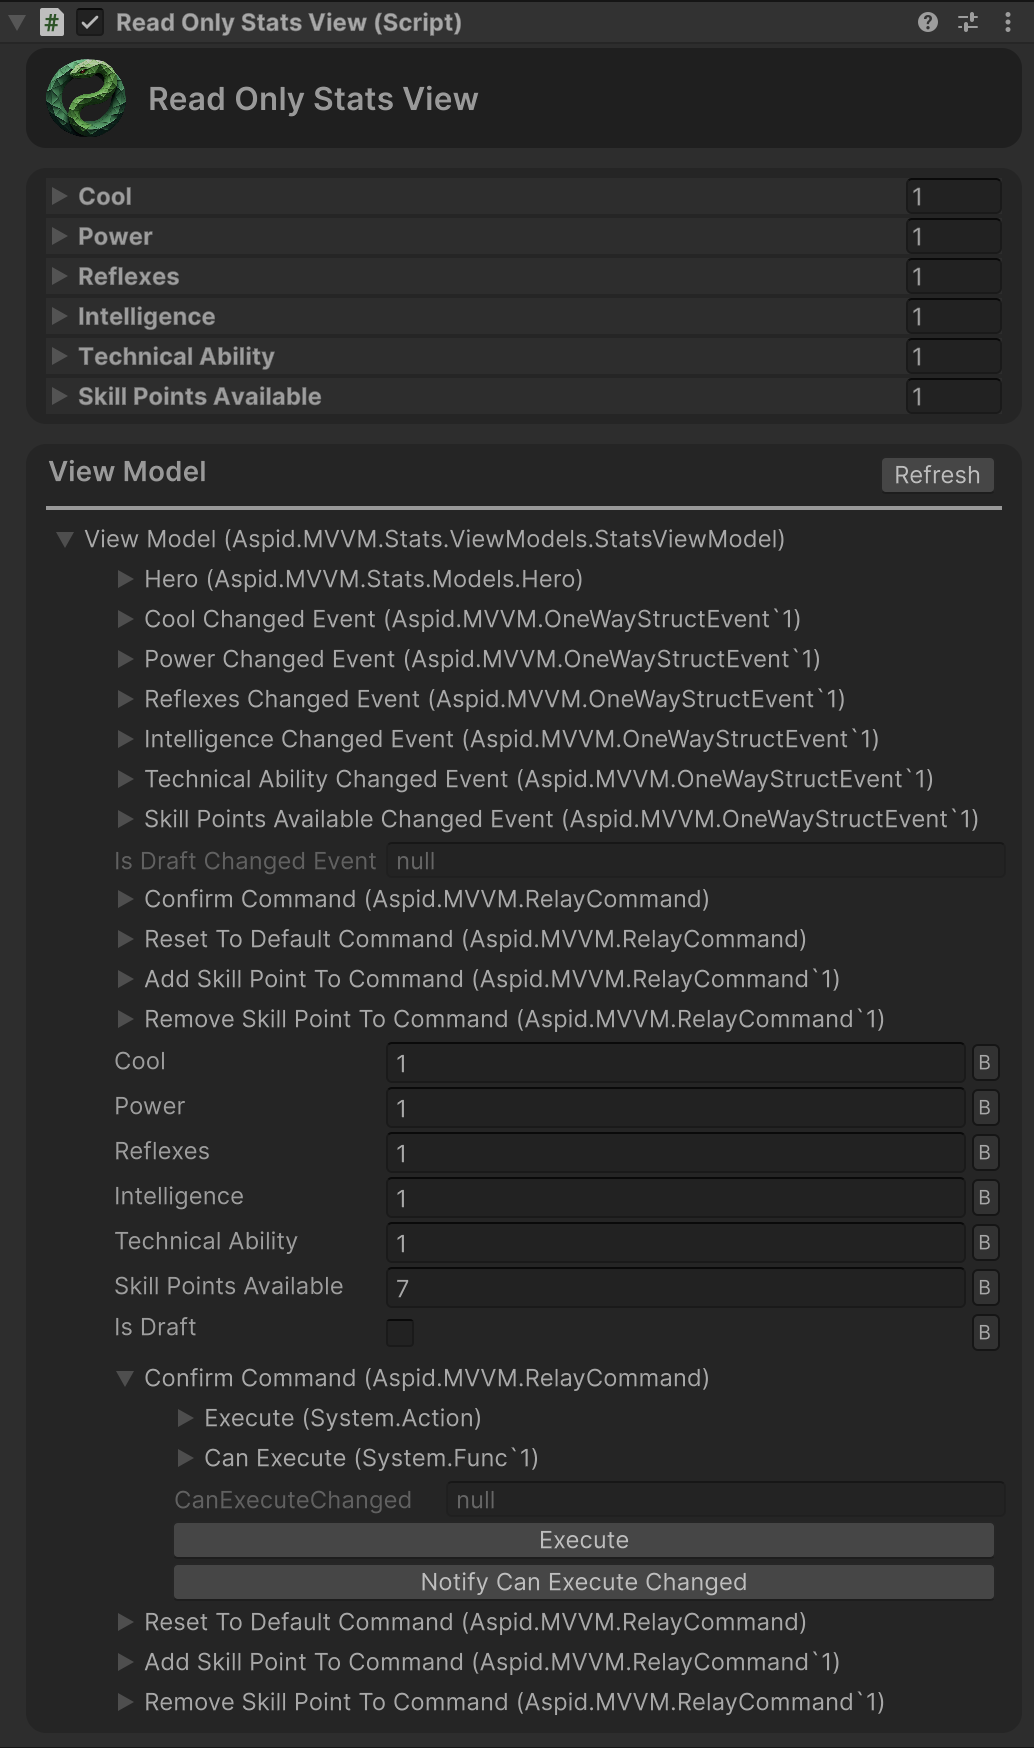 # Read Only Stats View (Script)
Read Only Stats View
Cool 1
Power 1
Reflexes 1
Intelligence 1
Technical Ability 1
Skill Points Available 1
View Model Refresh
View Model (Aspid.MVVM.Stats.ViewModels.StatsViewModel)
Hero (Aspid.MVVM.Stats.Models.Hero)
Cool Changed Event (Aspid.MVVM.OneWayStructEvent`1)
Power Changed Event (Aspid.MVVM.OneWayStructEvent`1)
Reflexes Changed Event (Aspid.MVVM.OneWayStructEvent`1)
Intelligence Changed Event (Aspid.MVVM.OneWayStructEvent`1)
Technical Ability Changed Event (Aspid.MVVM.OneWayStructEvent`1)
Skill Points Available Changed Event (Aspid.MVVM.OneWayStructEvent`1)
Is Draft Changed Event null
Confirm Command (Aspid.MVVM.RelayCommand)
Reset To Default Command (Aspid.MVVM.RelayCommand)
Add Skill Point To Command (Aspid.MVVM.RelayCommand`1)
Remove Skill Point To Command (Aspid.MVVM.RelayCommand`1)
Cool 1 B
Power 1 B
Reflexes 1 B
Intelligence 1 B
Technical Ability 1 B
Skill Points Available 7 B
Is Draft B
Confirm Command (Aspid.MVVM.RelayCommand)
Execute (System.Action)
Can Execute (System.Func`1)
CanExecuteChanged null
Execute
Notify Can Execute Changed
Reset To Default Command (Aspid.MVVM.RelayCommand)
Add Skill Point To Command (Aspid.MVVM.RelayCommand`1)
Remove Skill Point To Command (Aspid.MVVM.RelayCommand`1)